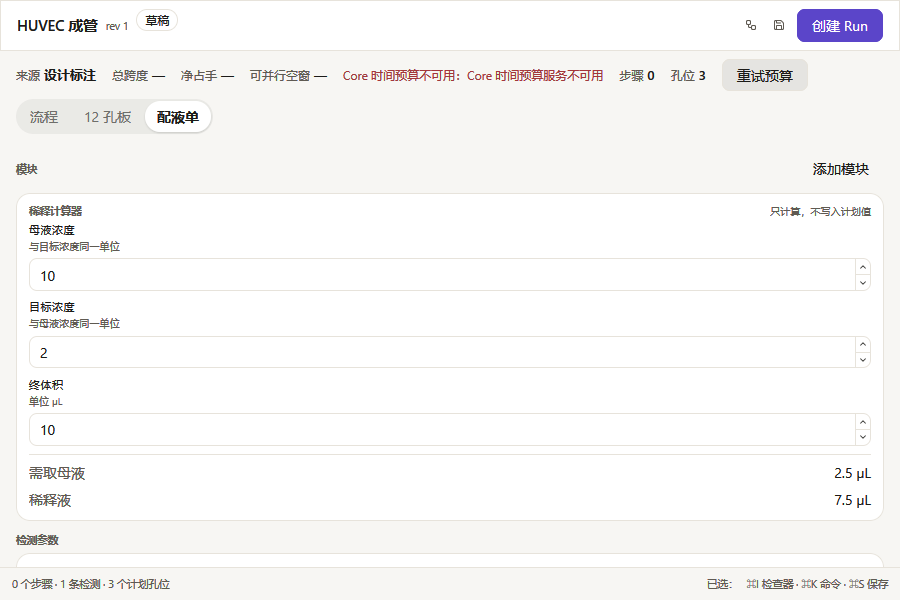 HUVEC 成管 rev 1 草稿
创建 Run
来源 设计标注 总跨度 — 净占手 — 可并行空窗 — Core 时间预算不可用：Core 时间预算服务不可用 步骤 0 孔位 3 重试预算
流程 12 孔板 配液单
模块 添加模块
稀释计算器 只计算，不写入计划值
母液浓度
与目标浓度同一单位
10
目标浓度
与母液浓度同一单位
2
终体积
单位 μL
10
需取母液 2.5 μL
稀释液 7.5 μL
检测参数
0 个步骤 · 1 条检测 · 3 个计划孔位 已选： ⌘I 检查器 · ⌘K 命令 · ⌘S 保存